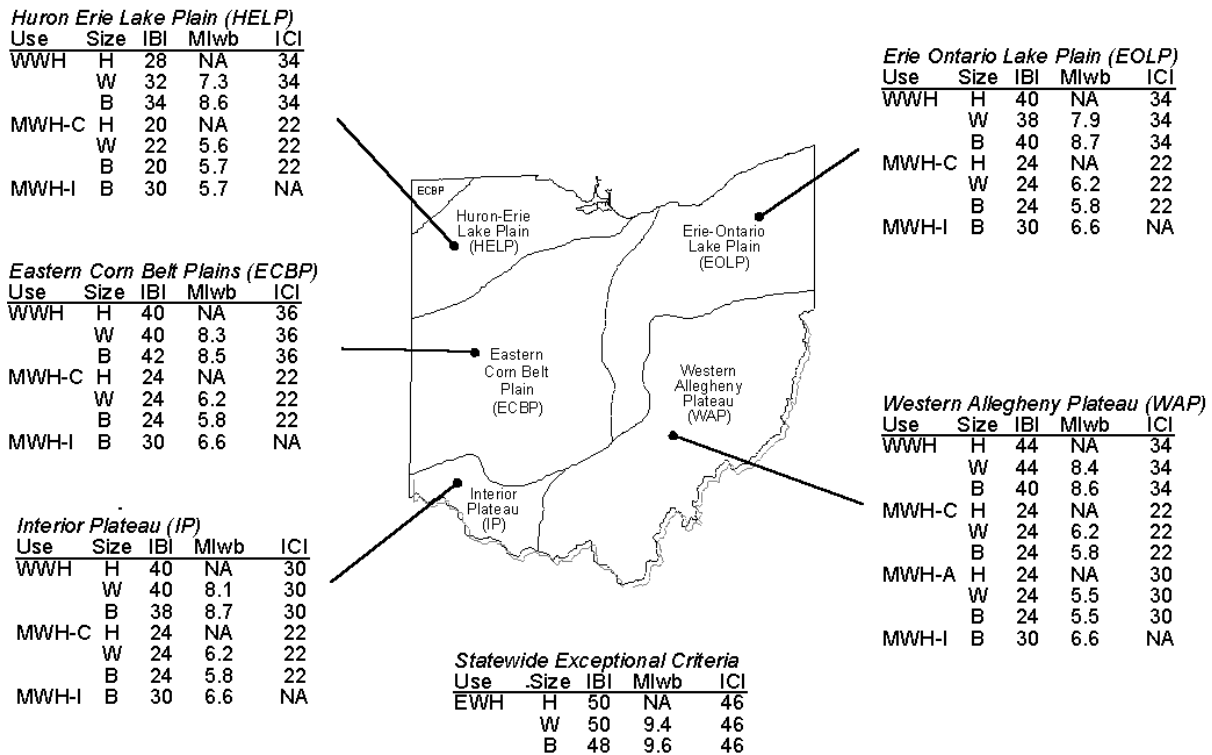 Huron Erie Lake Plain (HELP)
Use Size IBI MIwb ICI
WWH H 28 NA 34
W 32 7.3 34
B 34 8.6 34
MWH-C H 20 NA 22
W 22 5.6 22
B 20 5.7 22
MWH-I B 30 5.7 NA
Eastern Corn Belt Plains (ECBP)
Use Size IBI MIwb ICI
WWH H 40 NA 36
W 40 8.3 36
B 42 8.5 36
MWH-C H 24 NA 22
W 24 6.2 22
B 24 5.8 22
MWH-I B 30 6.6 NA
Interior Plateau (IP)
Use Size IBI MIwb ICI
WWH H 40 NA 30
W 40 8.1 30
B 38 8.7 30
MWH-C H 24 NA 22
W 24 6.2 22
B 24 5.8 22
MWH-I B 30 6.6 NA
ECBP
Huron-Erie
Lake Plain
(HELP)
Erie-Ontario
Lake Plain
(EOLP)
Eastern
Corn Belt
Plain
(ECBP)
Western
Allegheny
Plateau
(WAP)
Interior
Plateau
(IP)
Statewide Exceptional Criteria
Use Size IBI MIwb ICI
EWH H 50 NA 46
W 50 9.4 46
B 48 9.6 46
Erie Ontario Lake Plain (EOLP)
Use Size IBI MIwb ICI
WWH H 40 NA 34
W 38 7.9 34
B 40 8.7 34
MWH-C H 24 NA 22
W 24 6.2 22
B 24 5.8 22
MWH-I B 30 6.6 NA
Western Allegheny Plateau (WAP)
Use Size IBI MIwb ICI
WWH H 44 NA 34
W 44 8.4 34
B 40 8.6 34
MWH-C H 24 NA 22
W 24 6.2 22
B 24 5.8 22
MWH-A H 24 NA 30
W 24 5.5 30
B 24 5.5 30
MWH-I B 30 6.6 NA